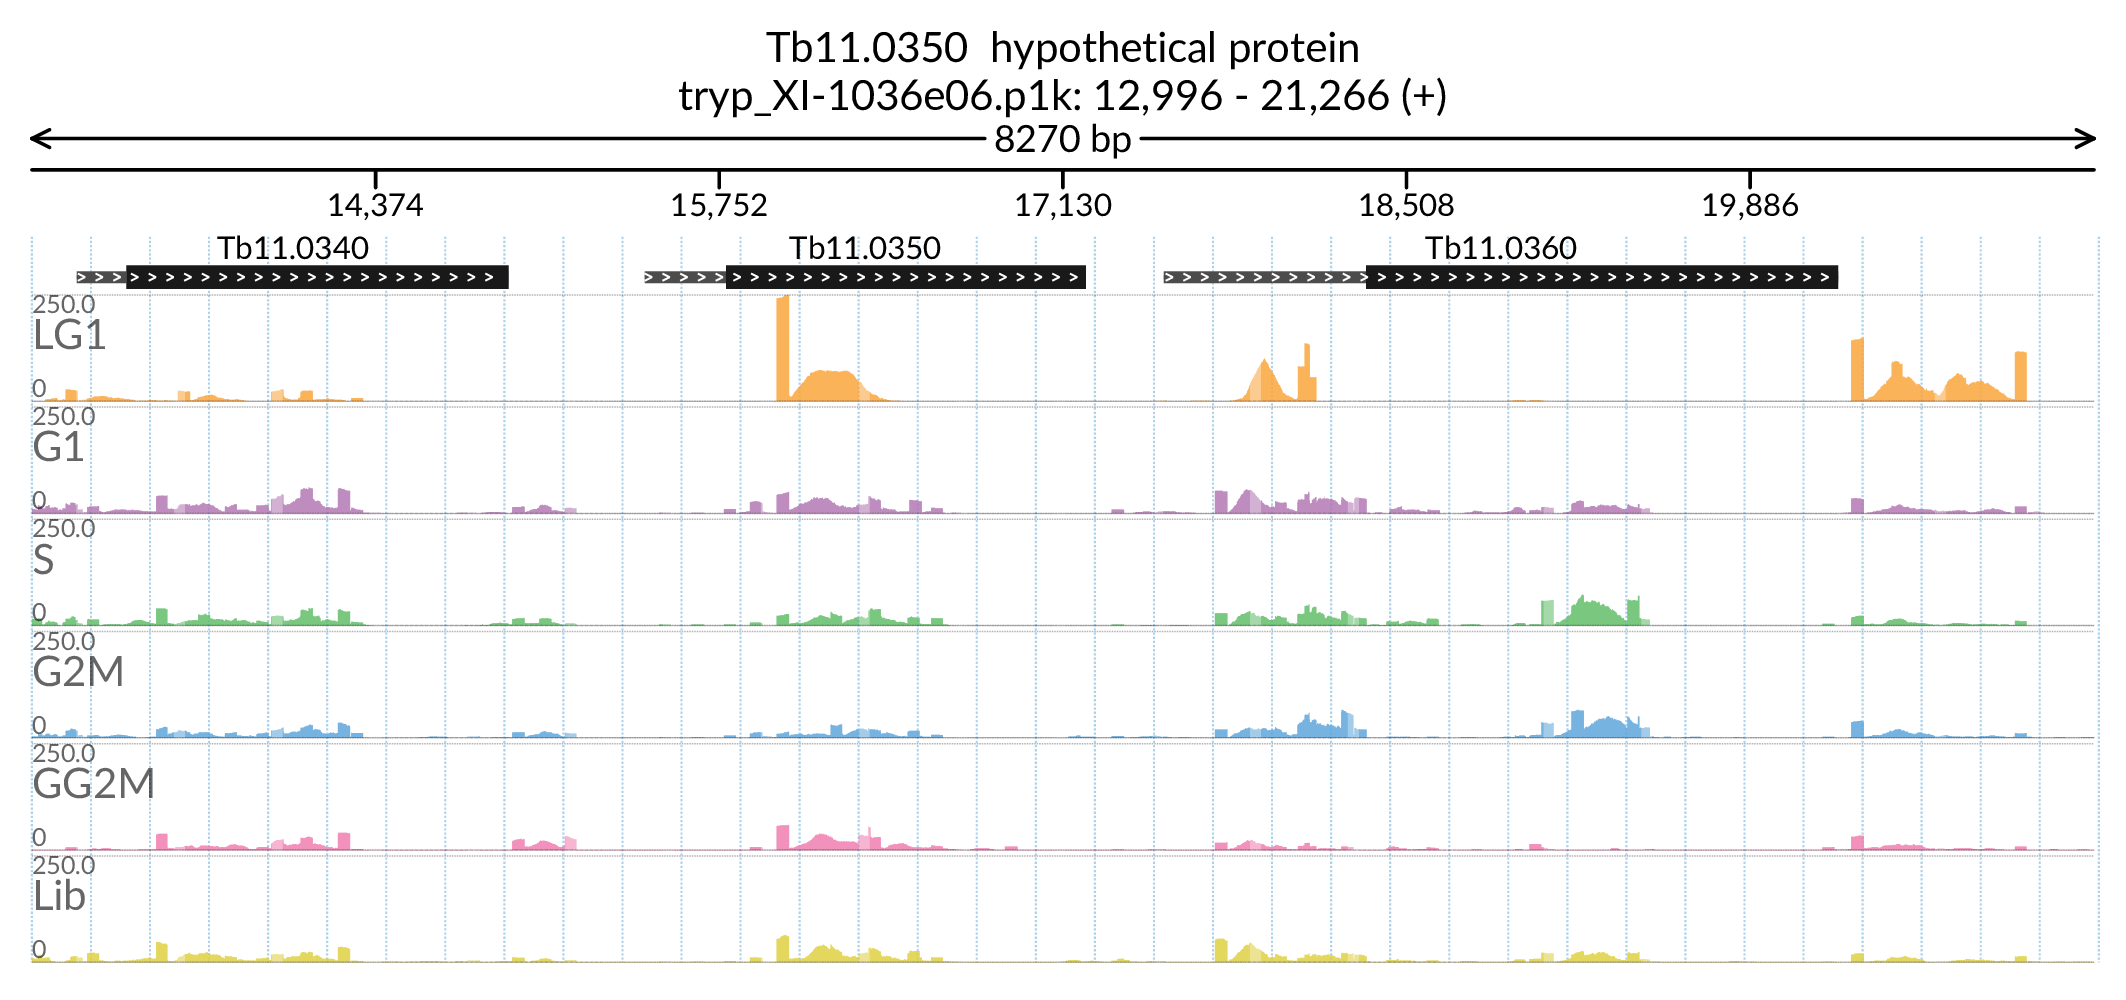 Tb11.0350 hypothetical protein
tryp_XI-1036e06.p1k: 12,996 - 21,266 (+)
8270 bp
14,374 15,752 17,130 18,508 19,886
Tb11.0340 Tb11.0350 Tb11.0360
250.0
LG1
0
250.0
G1
0
250.0
S
0
250.0
G2M
0
250.0
GG2M
0
250.0
Lib
0